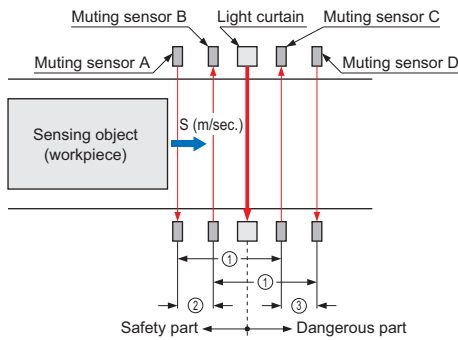 Muting sensor B
Light curtain
Muting sensor C
Muting sensor A
Muting sensor D
Sensing object
(workpiece)
S (m/sec.)
①
①
②
③
Safety part
Dangerous part